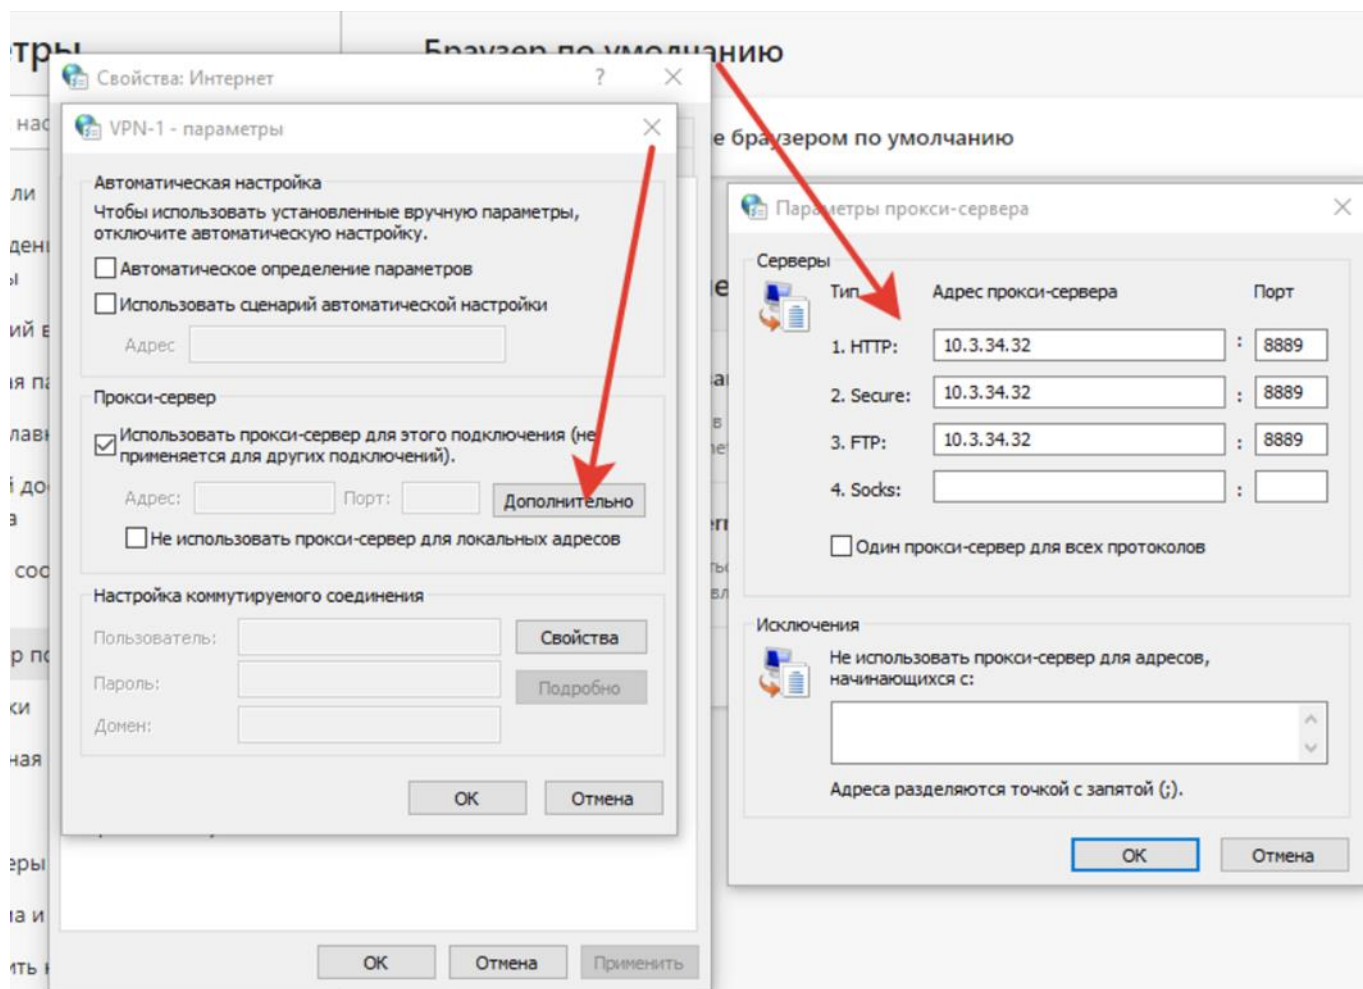 Браузер по умолчанию
Свойства: Интернет
?
VPN-1 - параметры
браузером по умолчанию
Автоматическая настройка
Чтобы использовать установленные вручную параметры,
отключите автоматическую настройку.
Автоматическое определение параметров
Использовать сценарий автоматической настройки
Адрес
Прокси-сервер
Использовать прокси-сервер для этого подключения (не
применяется для других подключений).
Адрес:
Порт:
Дополнительно
Не использовать прокси-сервер для локальных адресов
Настройка коммутируемого соединения
Пользователь:
Свойства
Пароль:
Подробно
Домен:
ОК
Отмена
ОК
Отмена
Применить
Параметры прокси-сервера
Серверы
Тип Адрес прокси-сервера Порт
1. HTTP: 10.3.34.32 : 8889
2. Secure: 10.3.34.32 : 8889
3. FTP: 10.3.34.32 : 8889
4. Socks: :
Один прокси-сервер для всех протоколов
Исключения
Не использовать прокси-сервер для адресов,
начинающихся с:
Адреса разделяются точкой с запятой (;).
ОК
Отмена